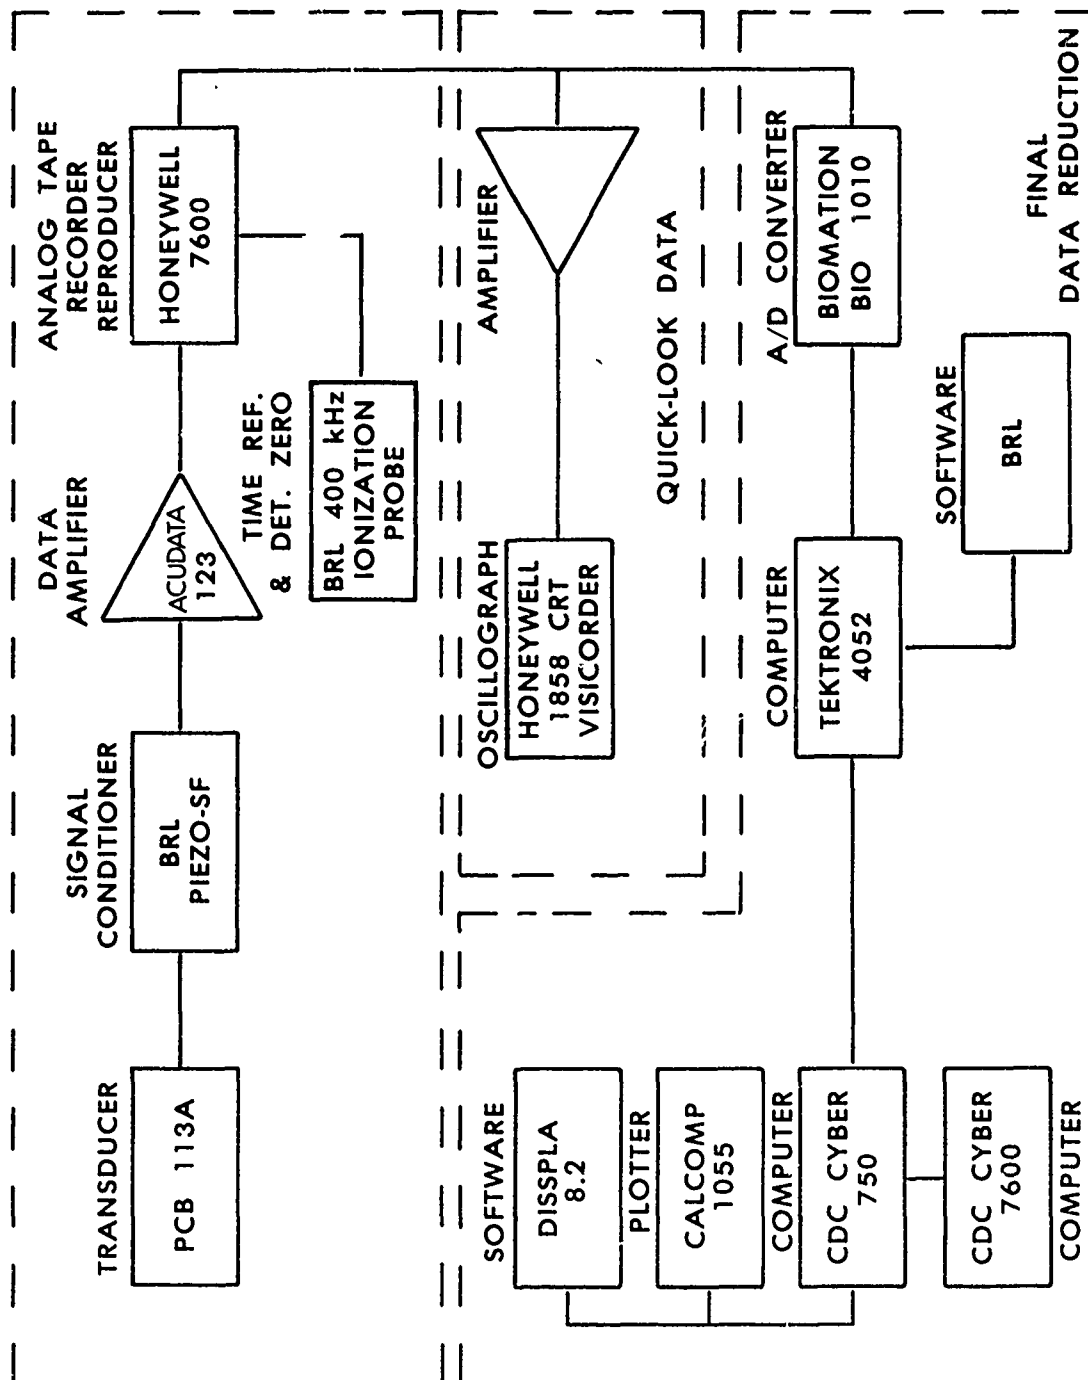 TRANSDUCER
PCB 113A
SIGNAL
CONDITIONER
BRL
PIEZO-SF
DATA
AMPLIFIER
ACUDATA
123
ANALOG TAPE
RECORDER
REPRODUCER
HONEYWELL
7600
TIME REF.
& DET. ZERO
BRL 400 kHz
IONIZATION
PROBE
OSCILLOGRAPH
HONEYWELL
1858 CRT
VISICORDER
AMPLIFIER
QUICK-LOOK DATA
SOFTWARE
DISSPLA
8.2
PLOTTER
CALCOMP
1055
COMPUTER
CDC CYBER
750
CDC CYBER
7600
COMPUTER
COMPUTER
TEKTRONIX
4052
A/D CONVERTER
BIOMATION
BIO 1010
SOFTWARE
BRL
FINAL
DATA REDUCTION